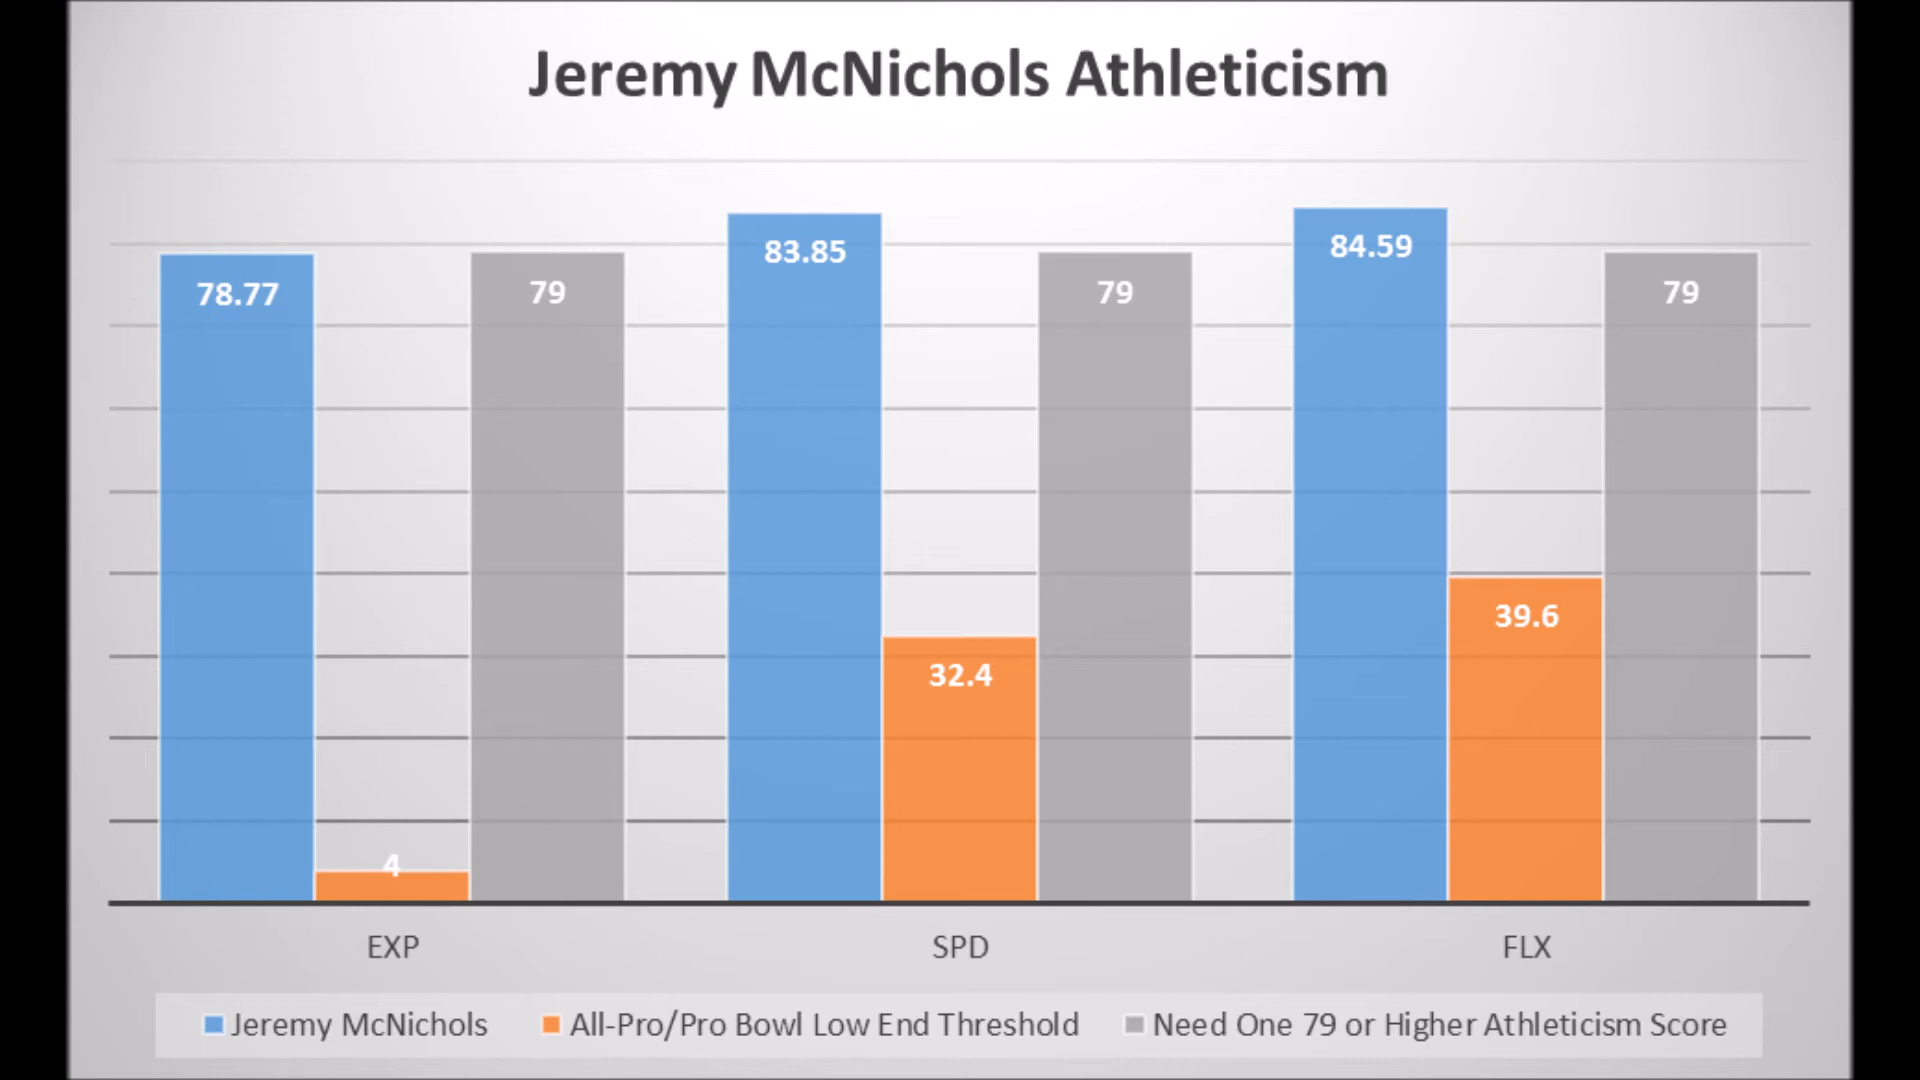 Jeremy McNichols Athleticism
78.77
4
79
83.85
32.4
79
84.59
39.6
79
EXP
SPD
FLX
Jeremy McNichols
All-Pro/Pro Bowl Low End Threshold
Need One 79 or Higher Athleticism Score